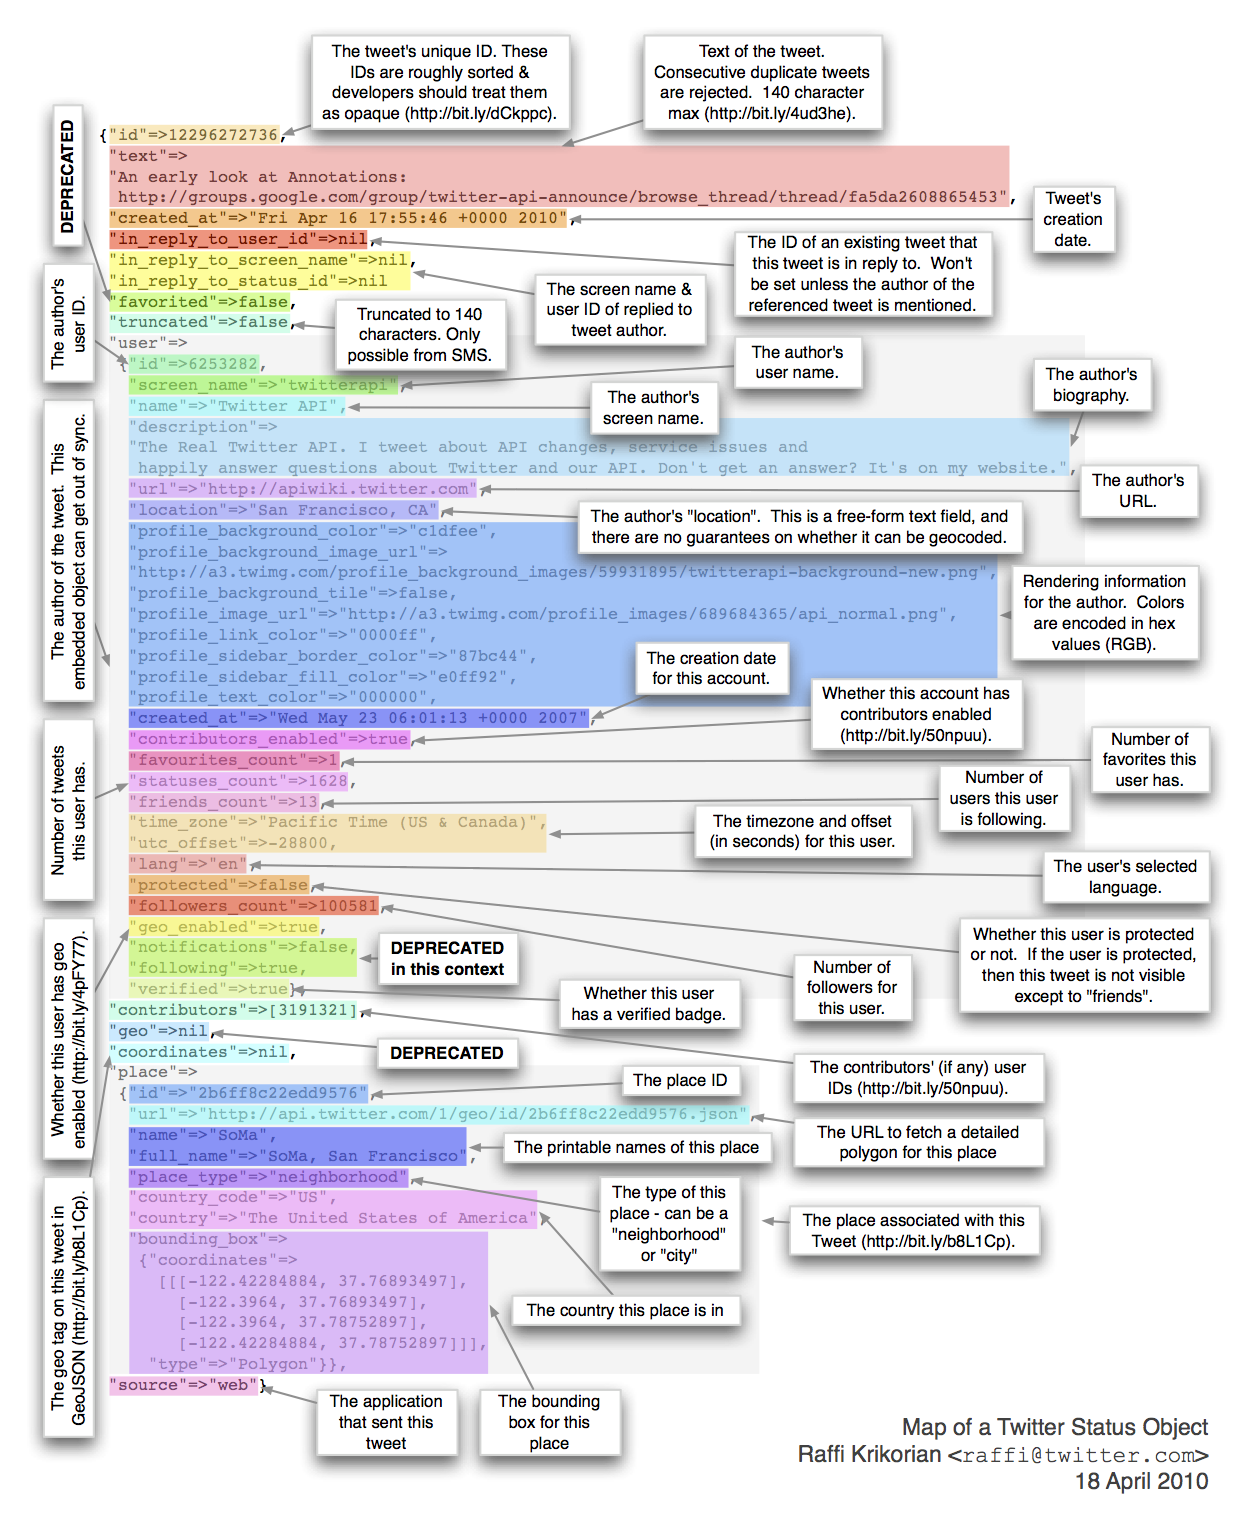 The tweet's unique ID. These
IDs are roughly sorted &
developers should treat them
as opaque (http://bit.ly/dCkppc).
Text of the tweet.
Consecutive duplicate tweets
are rejected. 140 character
max (http://bit.ly/4ud3he).
DEPRECATED
{"id"=>12296272736,
"text"=>
"An early look at Annotations:
http://groups.google.com/group/twitter-api-announce/browse_thread/thread/fa5da2608865453",
"created_at"=>"Fri Apr 16 17:55:46 +0000 2010",
"in_reply_to_user_id"=>nil,
"in_reply_to_screen_name"=>nil,
"in_reply_to_status_id"=>nil
"favorited"=>false,
"truncated"=>false,
Tweet's
creation
date.
The ID of an existing tweet that
this tweet is in reply to. Won't
be set unless the author of the
referenced tweet is mentioned.
The screen name &
user ID of replied to
tweet author.
Truncated to 140
characters. Only
possible from SMS.
The author's
user ID.
"user"=>
{"id"=>6253282,
"screen_name"=>"twitterapi",
"name"=>"Twitter API",
"description"=>
"The Real Twitter API. I tweet about API changes, service issues and
happily answer questions about Twitter and our API. Don't get an answer? It's on my website.",
"url"=>"http://apiwiki.twitter.com",
"location"=>"San Francisco, CA",
"profile_background_color"=>"c1dfee",
"profile_background_image_url"=>
"http://a3.twimg.com/profile_background_images/59931895/twitterapi-background-new.png",
"profile_background_tile"=>false,
"profile_image_url"=>"http://a3.twimg.com/profile_images/689684365/api_normal.png",
"profile_link_color"=>"0000ff",
"profile_sidebar_border_color"=>"87bc44",
"profile_sidebar_fill_color"=>"e0ff92",
"profile_text_color"=>"000000",
"created_at"=>"Wed May 23 06:01:13 +0000 2007",
"contributors_enabled"=>true,
"favourites_count"=>1,
"statuses_count"=>1628,
"friends_count"=>13,
"time_zone"=>"Pacific Time (US & Canada)",
"utc_offset"=>-28800,
"lang"=>"en",
"protected"=>false,
"followers_count"=>100581,
"geo_enabled"=>true,
"notifications"=>false,
"following"=>true,
"verified"=>true},
The author's
user name.
The author's
screen name.
The author's
biography.
The author's
URL.
The author's "location". This is a free-form text field, and
there are no guarantees on whether it can be geocoded.
The author of the tweet. This
embedded object can get out of sync.
Rendering information
for the author. Colors
are encoded in hex
values (RGB).
The creation date
for this account.
Whether this account has
contributors enabled
(http://bit.ly/50npuu).
Number of
favorites this
user has.
Number of tweets
this user has.
Number of
users this user
is following.
The timezone and offset
(in seconds) for this user.
The user's selected
language.
Whether this user is protected
or not. If the user is protected,
then this tweet is not visible
except to "friends".
Number of
followers for
this user.
Whether this user has geo
enabled (http://bit.ly/4pFY77).
DEPRECATED
in this context
Whether this user
has a verified badge.
"contributors"=>[3191321],
"geo"=>nil,
"coordinates"=>nil,
DEPRECATED
The contributors' (if any) user
IDs (http://bit.ly/50npuu).
The geo tag on this tweet in
GeoJSON (http://bit.ly/b8L1Cp).
"place"=>
{"id"=>"2b6ff8c22edd9576",
"url"=>"http://api.twitter.com/1/geo/id/2b6ff8c22edd9576.json",
"name"=>"SoMa",
"full_name"=>"SoMa, San Francisco",
"place_type"=>"neighborhood",
"country_code"=>"US",
"country"=>"The United States of America",
"bounding_box"=>
{"coordinates"=>
[[[-122.42284884, 37.76893497],
[-122.3964, 37.76893497],
[-122.3964, 37.78752897],
[-122.42284884, 37.78752897]]],
"type"=>"Polygon"}},
"source"=>"web"}
The place ID
The URL to fetch a detailed
polygon for this place
The printable names of this place
The type of this
place - can be a
"neighborhood"
or "city"
The place associated with this
Tweet (http://bit.ly/b8L1Cp).
The country this place is in
The application
that sent this
tweet
The bounding
box for this
place
Map of a Twitter Status Object
Raffi Krikorian <raffi@twitter.com>
18 April 2010